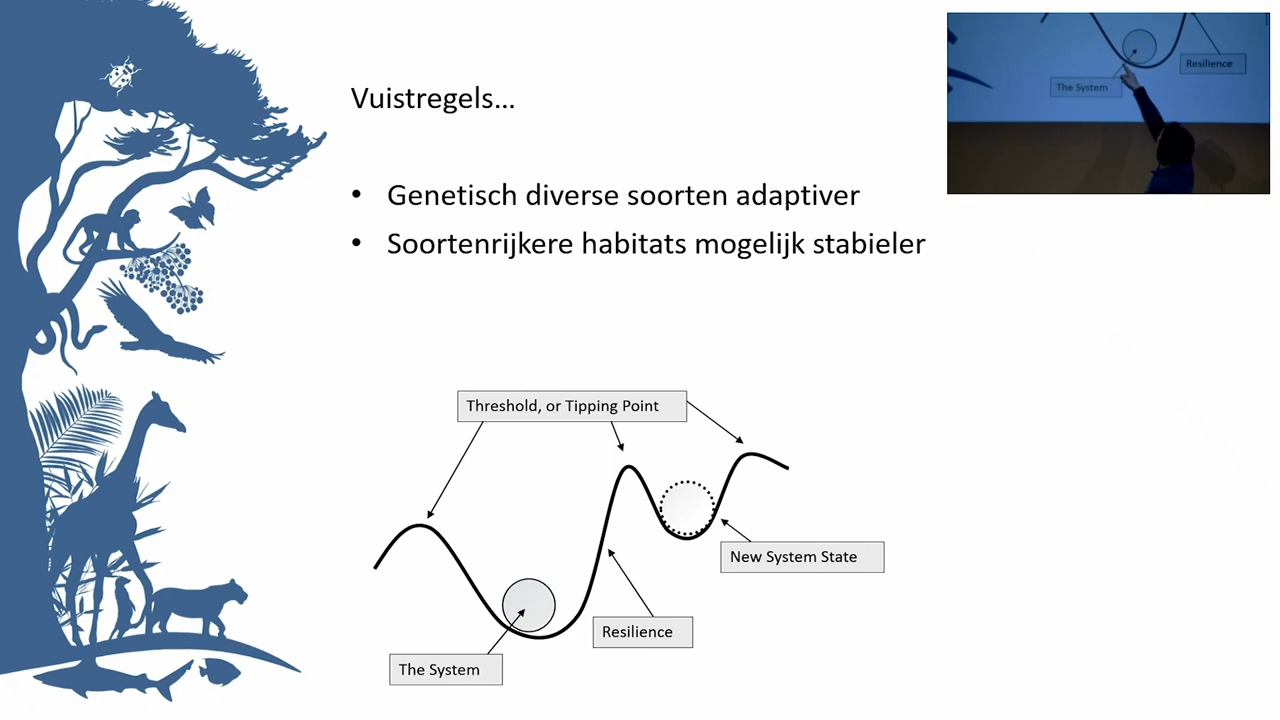 Vuistregels...
• Genetisch diverse soorten adaptiver
• Soortenrijkere habitats mogelijk stabieler
Threshold, or Tipping Point
New System State
Resilience
The System
Resilience
The System